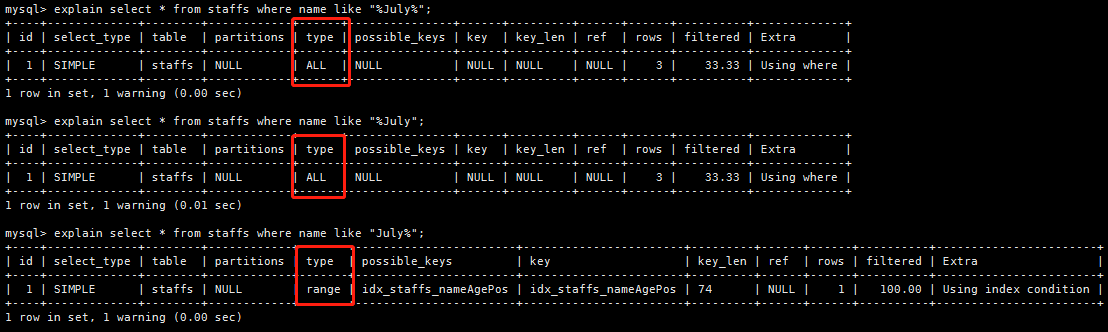 mysql> explain select * from staffs where name like "%July%";
+----+-------------+--------+------------+------+---------------+------+---------+------+------+----------+-------------+
| id | select_type | table  | partitions | type | possible_keys | key  | key_len | ref  | rows | filtered | Extra       |
+----+-------------+--------+------------+------+---------------+------+---------+------+------+----------+-------------+
|  1 | SIMPLE      | staffs | NULL       | ALL  | NULL          | NULL | NULL    | NULL |    3 |    33.33 | Using where |
+----+-------------+--------+------------+------+---------------+------+---------+------+------+----------+-------------+
1 row in set, 1 warning (0.00 sec)
mysql> explain select * from staffs where name like "%July";
+----+-------------+--------+------------+------+---------------+------+---------+------+------+----------+-------------+
| id | select_type | table  | partitions | type | possible_keys | key  | key_len | ref  | rows | filtered | Extra       |
+----+-------------+--------+------------+------+---------------+------+---------+------+------+----------+-------------+
|  1 | SIMPLE      | staffs | NULL       | ALL  | NULL          | NULL | NULL    | NULL |    3 |    33.33 | Using where |
+----+-------------+--------+------------+------+---------------+------+---------+------+------+----------+-------------+
1 row in set, 1 warning (0.01 sec)
mysql> explain select * from staffs where name like "July%";
+----+-------------+--------+------------+-------+-----------------------+-----------------------+---------+------+------+----------+-----------------------+
| id | select_type | table  | partitions | type  | possible_keys         | key                   | key_len | ref  | rows | filtered | Extra                 |
+----+-------------+--------+------------+-------+-----------------------+-----------------------+---------+------+------+----------+-----------------------+
|  1 | SIMPLE      | staffs | NULL       | range | idx_staffs_nameAgePos | idx_staffs_nameAgePos | 74      | NULL |    1 |   100.00 | Using index condition |
+----+-------------+--------+------------+-------+-----------------------+-----------------------+---------+------+------+----------+-----------------------+
1 row in set, 1 warning (0.00 sec)